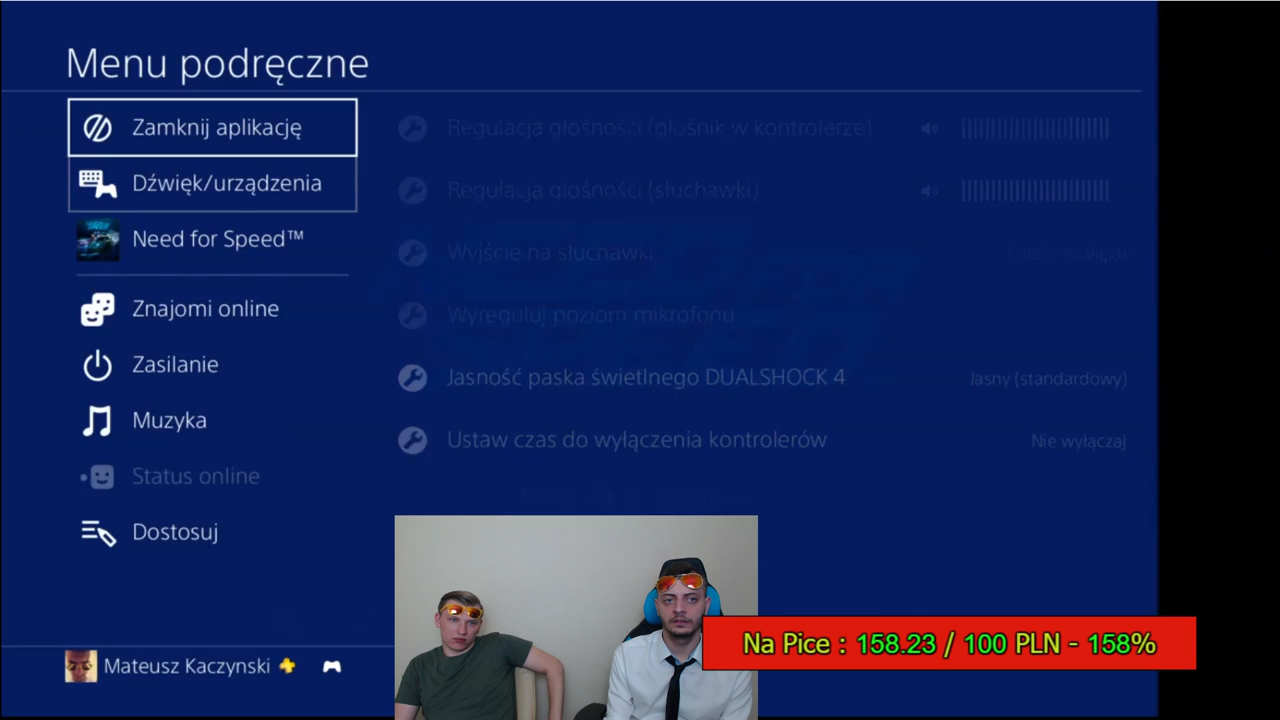 Menu podręczne
Zamknij aplikację
Dźwięk/urządzenia
Need for Speed™
Znajomi online
Zasilanie
Muzyka
Status online
Dostosuj
Regulacja głośności (głośnik w kontrolerze)
Regulacja głośności (słuchawki)
Wyjście na słuchawki
Wyreguluj poziom mikrofonu
Jasność paska świetlnego DUALSHOCK 4 Jasny (standardowy)
Ustaw czas do wyłączenia kontrolerów Nie wyłączaj
Mateusz Kaczynski
Na Pice : 158.23 / 100 PLN - 158%